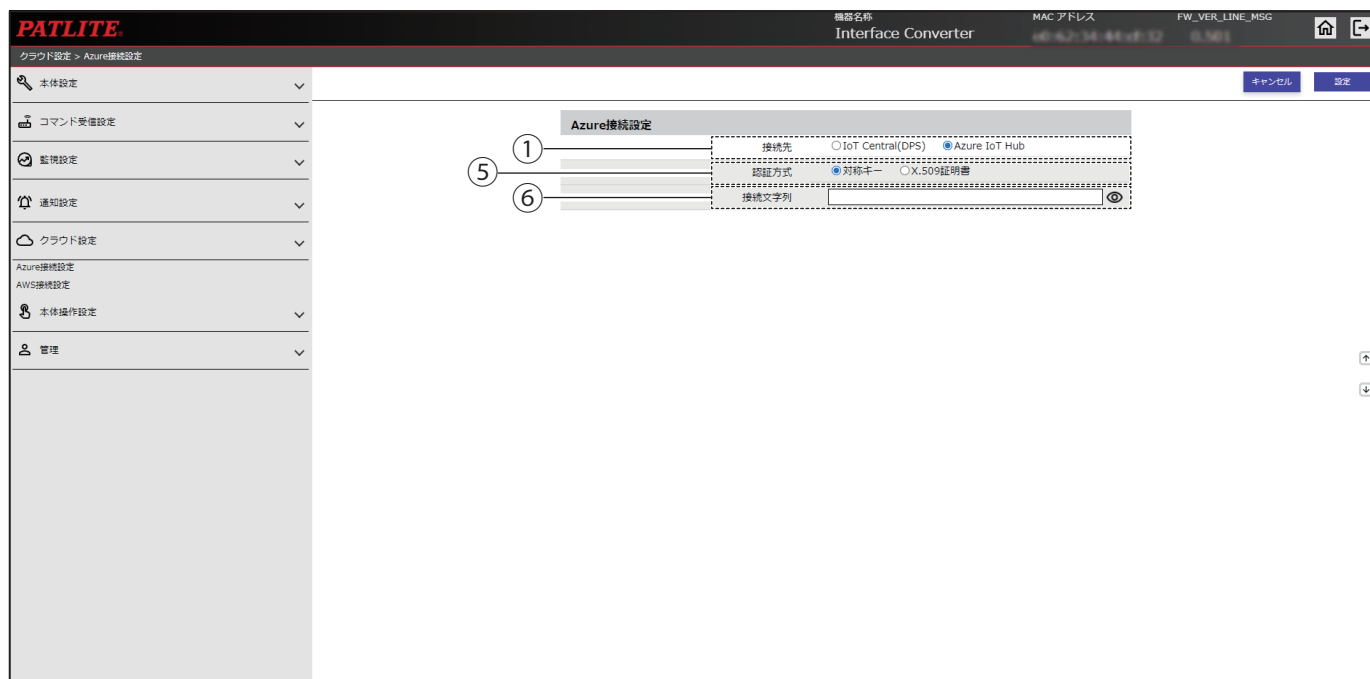 PATLITE
機器名称
Interface Converter
MAC アドレス
FW_VER_LINE_MSG
クラウド設定 > Azure接続設定
本体設定
コマンド受信設定
監視設定
通知設定
クラウド設定
Azure接続設定
AWS接続設定
本体操作設定
管理
キャンセル
設定
Azure接続設定
① 接続先 IoT Central(DPS) Azure IoT Hub
⑤ 認証方式 対称キー X.509証明書
⑥ 接続文字列